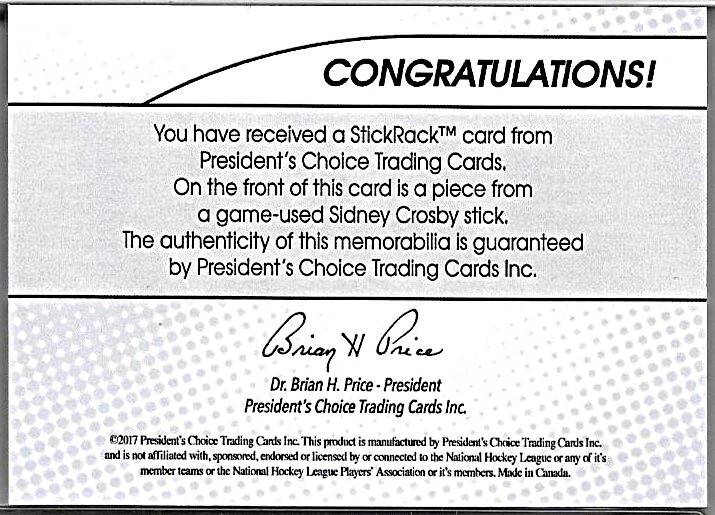 CONGRATULATIONS!
You have received a StickRack™ card from
President's Choice Trading Cards.
On the front of this card is a piece from
a game-used Sidney Crosby stick.
The authenticity of this memorabilia is guaranteed
by President's Choice Trading Cards Inc.
Brian H Price
Dr. Brian H. Price - President
President's Choice Trading Cards Inc.
©2017 President's Choice Trading Cards Inc. This product is manufactured by President's Choice Trading Cards Inc.
and is not affiliated with, sponsored, endorsed or licensed by or connected to the National Hockey League or any of it's
member teams or the National Hockey League Players' Association or it's members. Made in Canada.